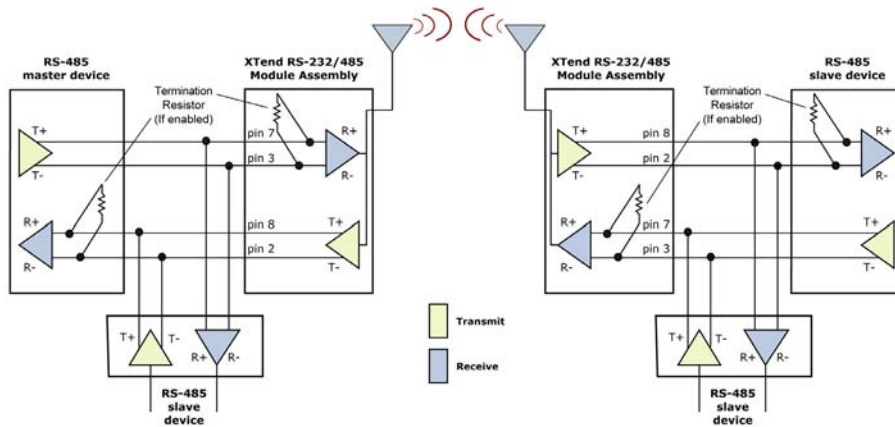 RS-485
master device
XTend RS-232/485
Module Assembly
Termination
Resistor
(If enabled)
T+
T-
pin 7
pin 3
R+
R-
R+
R-
pin 8
pin 2
T+
T-
T+
T-
R+
R-
RS-485
slave
device
Transmit
Receive
XTend RS-232/485
Module Assembly
RS-485
slave device
Termination
Resistor
(If enabled)
T+
T-
pin 8
pin 2
R+
R-
R+
R-
pin 7
pin 3
T+
T-
T+
T-
R+
R-
RS-485
slave
device